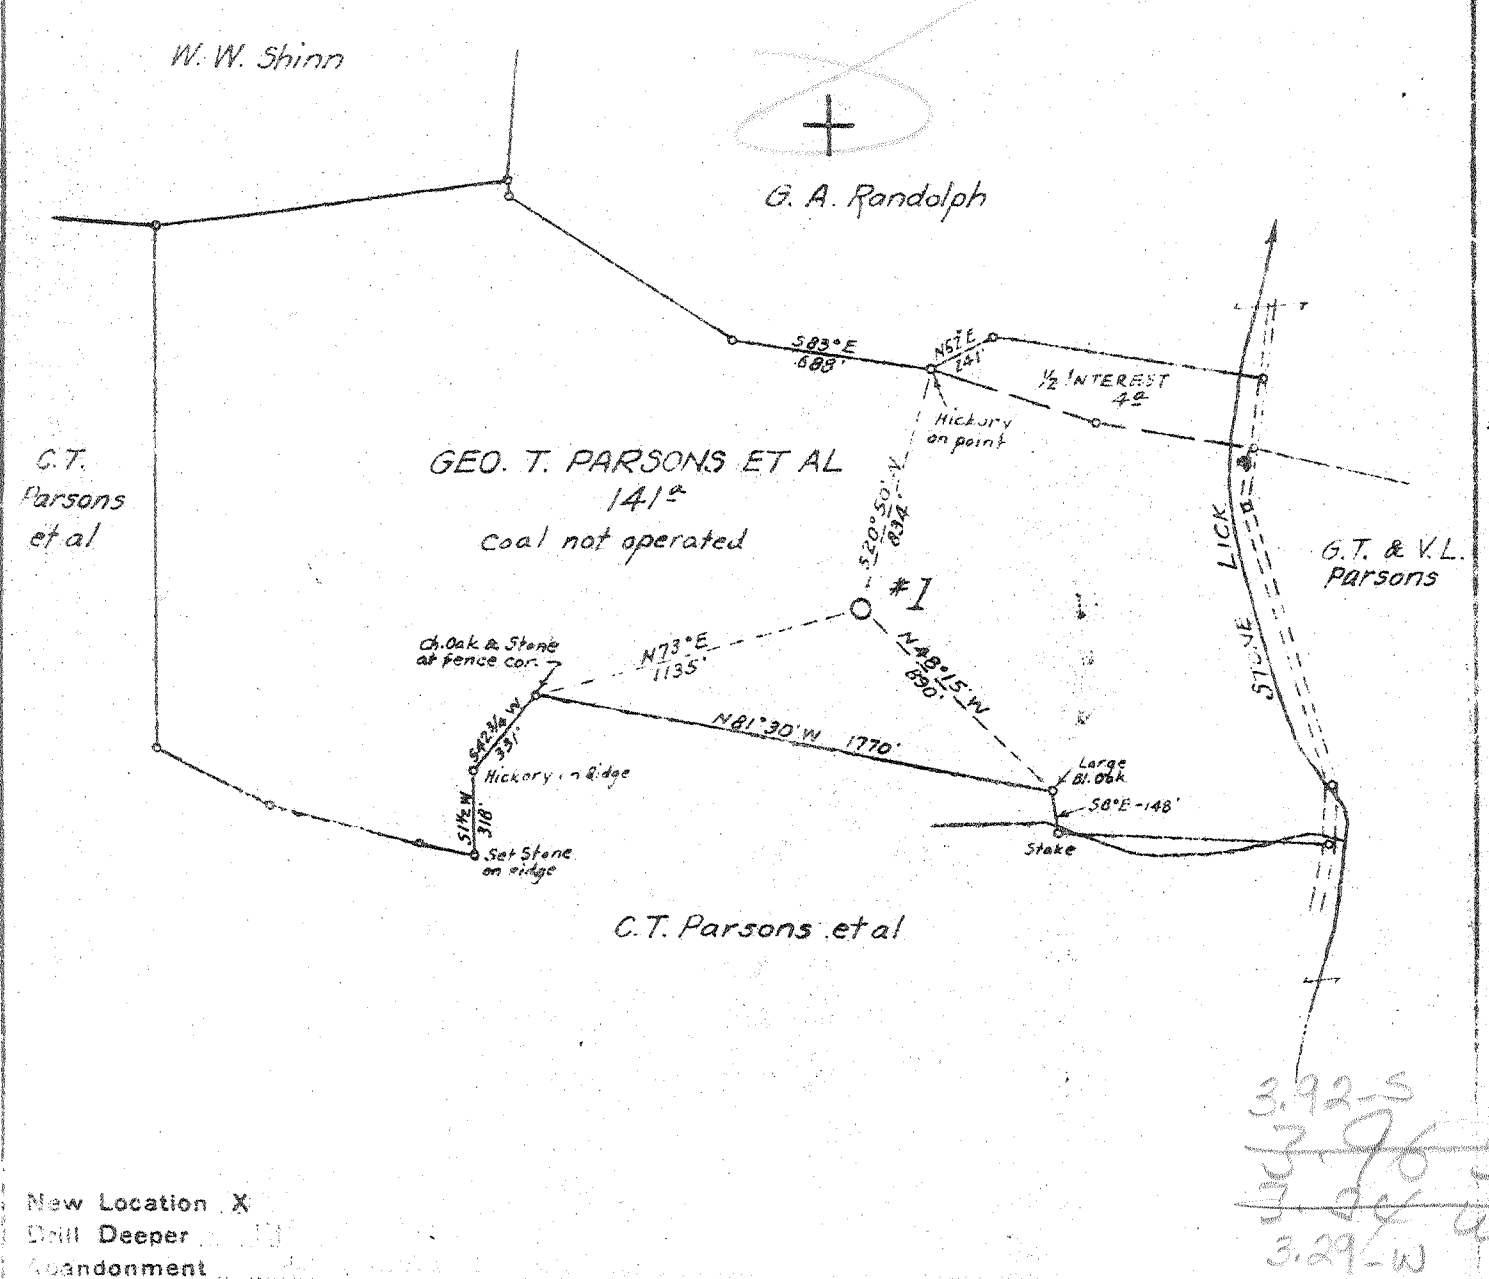 W. W. Shinn
G. A. Randolph
S83°E
688'
N67°E
241'
1/2 INTEREST
4a
Hickory
on point
C.T.
Parsons
et al
GEO. T. PARSONS ET AL
141a
Coal not operated
S20°50' W
834'
LICK
STONE
G.T. & V.L.
Parsons
#1
Ch. Oak & Stone
at fence cor.
N73°E
1135'
N48°15' W
890'
S42 3/4 W
331'
N81°30' W 1770'
Hickory in Ridge
Large
Bl. Oak
S8°E-148'
S1 1/2 W
318'
Set Stone
on ridge
Stake
C.T. Parsons et al
3.92-S
3.96
3.29-W
New Location X
Drill Deeper
Abandonment